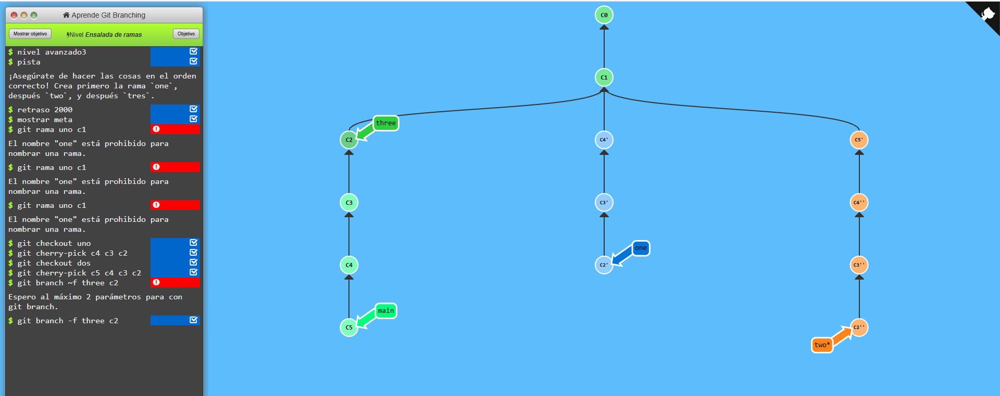 Aprende Git Branching
Mostrar objetivo
Nivel Ensalada de ramas
Objetivo
$ nivel avanzado3
$ pista
¡Asegúrate de hacer las cosas en el orden
correcto! Crea primero la rama `one`,
después `two`, y después `tres`.
$ retraso 2000
$ mostrar meta
$ git rama uno c1
El nombre "one" está prohibido para
nombrar una rama.
$ git rama uno c1
El nombre "one" está prohibido para
nombrar una rama.
$ git rama uno c1
El nombre "one" está prohibido para
nombrar una rama.
$ git checkout uno
$ git cherry-pick c4 c3 c2
$ git checkout dos
$ git cherry-pick c5 c4 c3 c2
$ git branch ~f three c2
Espero al máximo 2 parámetros para con
git branch.
$ git branch -f three c2
C0
C1
three
C2
C4'
C5'
C3
C3'
C4''
one
C4
C2'
C3''
main
C5
C2''
two*